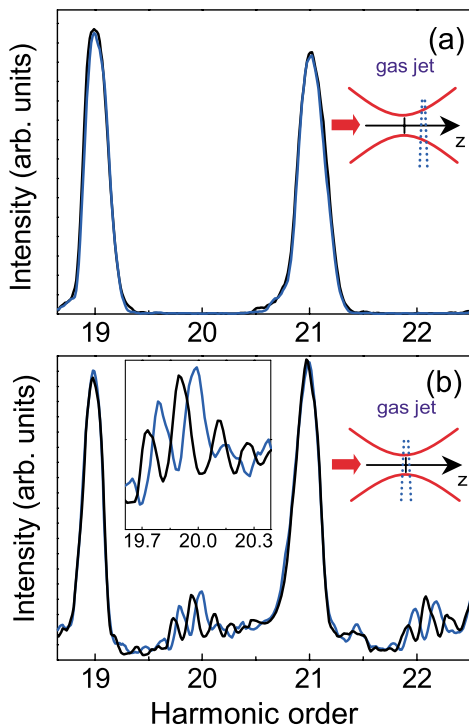 (a)
gas jet
z
Intensity (arb. units)
19 20 21 22
(b)
gas jet
z
Intensity (arb. units)
19.7 20.0 20.3
19 20 21 22
Harmonic order